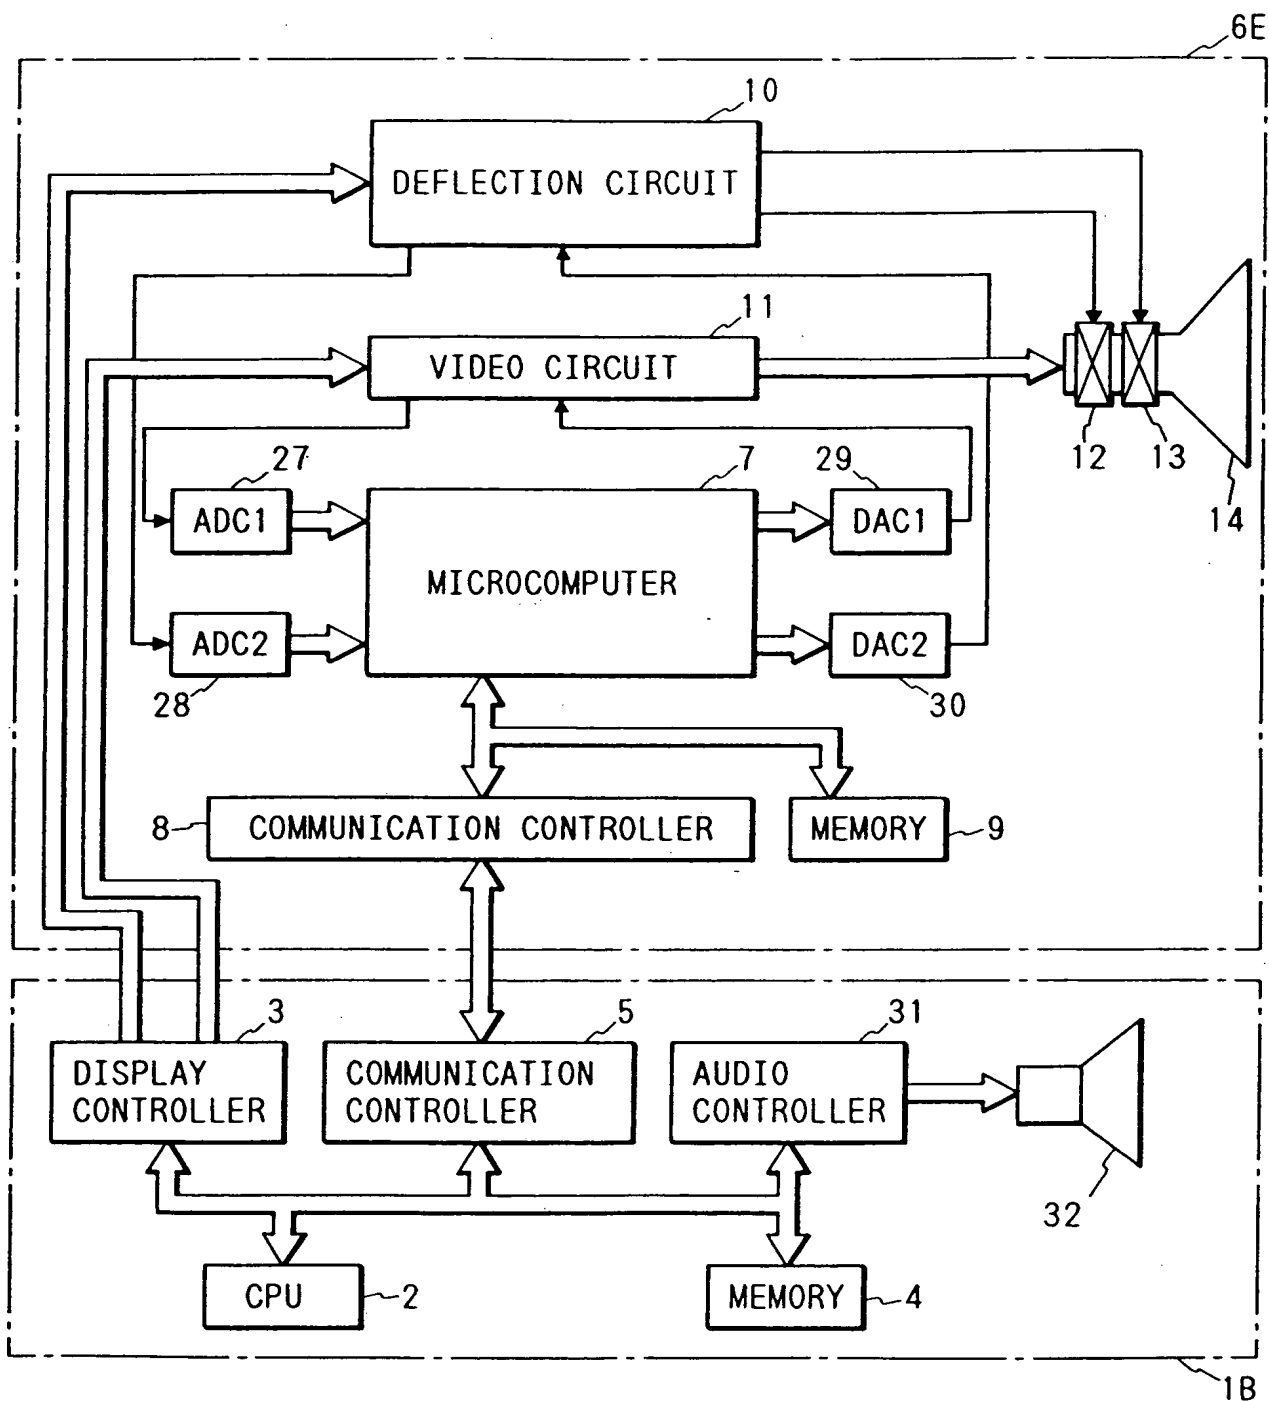 6E
10
DEFLECTION CIRCUIT
11
VIDEO CIRCUIT
12
13
14
27
7
29
ADC1
DAC1
MICROCOMPUTER
ADC2
DAC2
28
30
8
COMMUNICATION CONTROLLER
MEMORY
9
3
5
31
DISPLAY
CONTROLLER
COMMUNICATION
CONTROLLER
AUDIO
CONTROLLER
32
CPU
2
MEMORY
4
1B